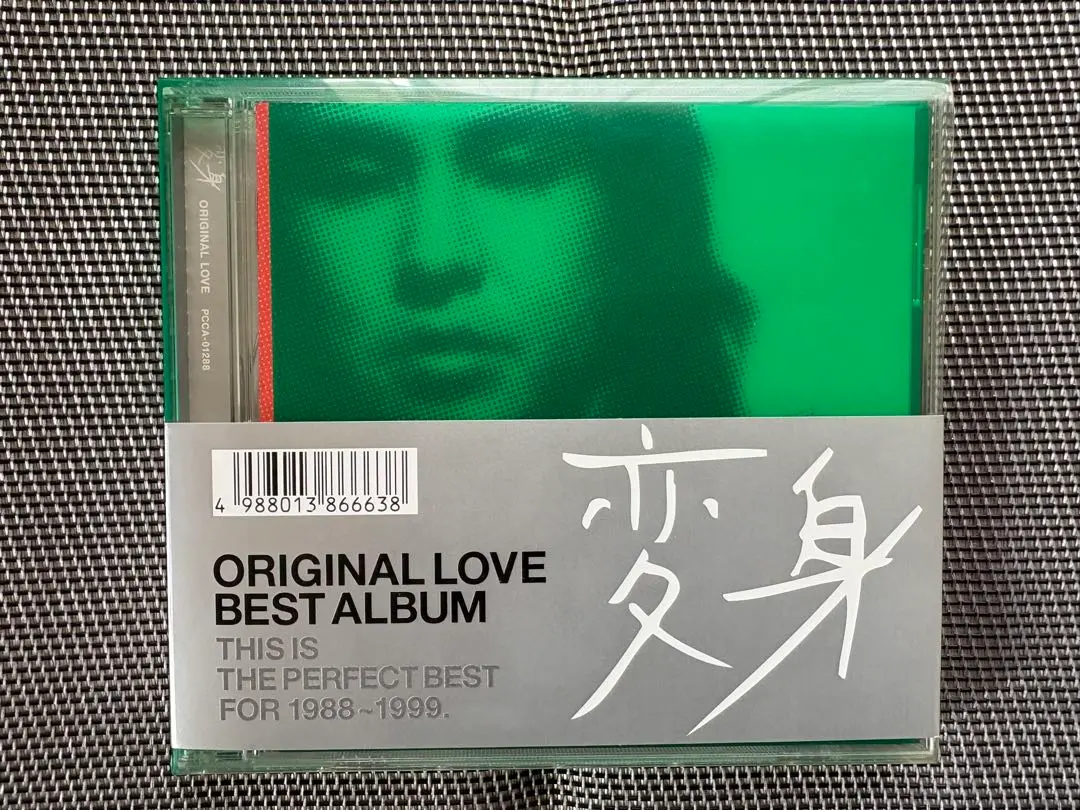 変身 ORIGINAL LOVE PCCA-01288
4 988013 866638
ORIGINAL LOVE
BEST ALBUM
THIS IS
THE PERFECT BEST
FOR 1988~1999.
変身